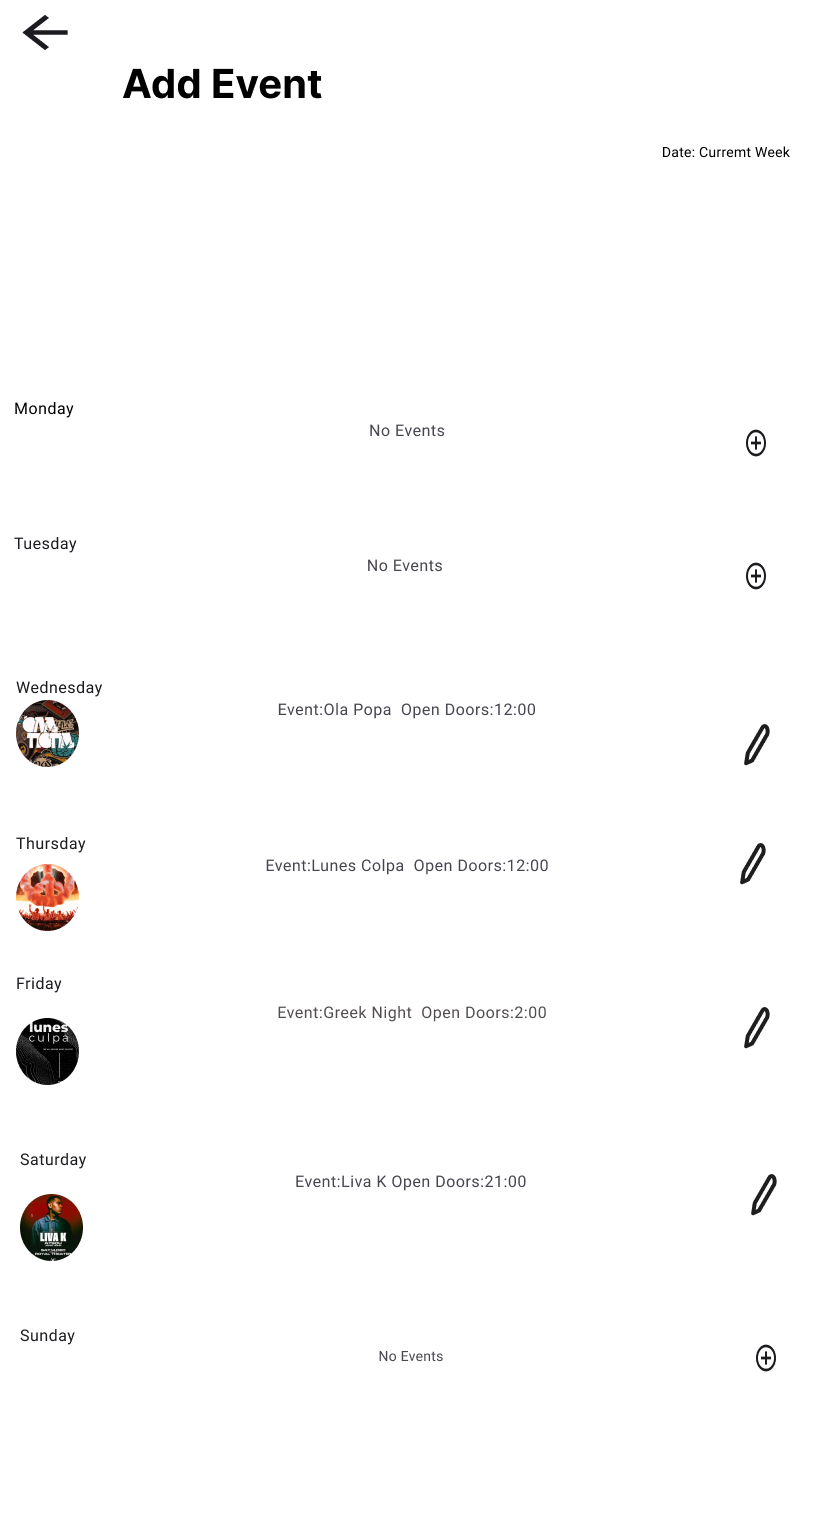 Add Event
Date: Curremt Week
Monday
No Events
Tuesday
No Events
Wednesday
Event:Ola Popa  Open Doors:12:00
Thursday
Event:Lunes Colpa  Open Doors:12:00
Friday
Event:Greek Night  Open Doors:2:00
lunes
culpa
Saturday
Event:Liva K Open Doors:21:00
LIVA K
Sunday
No Events